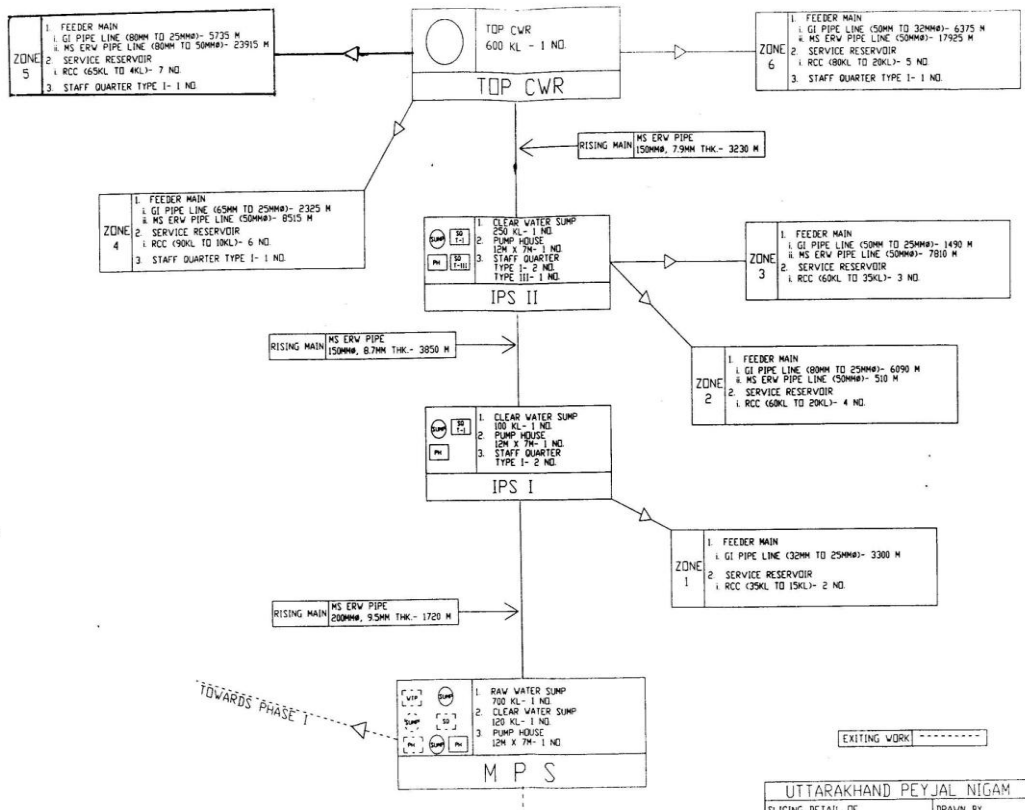 ZONE 5
1. FEEDER MAIN
i. GI PIPE LINE (80MM TO 25MMø)- 5735 M
ii. MS ERW PIPE LINE (80MM TO 50MMø)- 23915 M
2. SERVICE RESERVOIR
i. RCC (65KL TO 4KL)- 7 NO.
3. STAFF QUARTER TYPE I- 1 NO.
TOP CWR
600 KL - 1 NO.
TOP CWR
ZONE 6
1. FEEDER MAIN
i. GI PIPE LINE (50MM TO 32MMø)- 6375 M
ii. MS ERW PIPE LINE (50MMø)- 17925 M
2. SERVICE RESERVOIR
i. RCC (80KL TO 20KL)- 5 NO.
3. STAFF QUARTER TYPE I- 1 NO.
RISING MAIN
MS ERW PIPE
150MMø, 7.9MM THK.- 3230 M
ZONE 4
1. FEEDER MAIN
i. GI PIPE LINE (65MM TO 25MMø)- 2325 M
ii. MS ERW PIPE LINE (50MMø)- 8515 M
2. SERVICE RESERVOIR
i. RCC (90KL TO 10KL)- 6 NO.
3. STAFF QUARTER TYPE I- 1 NO.
SUMP
SQ T-I
PH
SQ T-III
1. CLEAR WATER SUMP
250 KL- 1 NO.
2. PUMP HOUSE
12M X 7M- 1 NO.
3. STAFF QUARTER
TYPE I- 2 NO.
TYPE III- 1 NO.
IPS II
ZONE 3
1. FEEDER MAIN
i. GI PIPE LINE (50MM TO 25MMø)- 1490 M
ii. MS ERW PIPE LINE (50MMø)- 7810 M
2. SERVICE RESERVOIR
i. RCC (60KL TO 35KL)- 3 NO.
RISING MAIN
MS ERW PIPE
150MMø, 8.7MM THK.- 3850 M
ZONE 2
1. FEEDER MAIN
i. GI PIPE LINE (80MM TO 25MMø)- 6090 M
ii. MS ERW PIPE LINE (50MMø)- 510 M
2. SERVICE RESERVOIR
i. RCC (60KL TO 20KL)- 4 NO.
SUMP
SQ T-I
PH
1. CLEAR WATER SUMP
100 KL- 1 NO.
2. PUMP HOUSE
12M X 7M- 1 NO.
3. STAFF QUARTER
TYPE I- 2 NO.
IPS I
ZONE 1
1. FEEDER MAIN
i. GI PIPE LINE (32MM TO 25MMø)- 3300 M
2. SERVICE RESERVOIR
i. RCC (35KL TO 15KL)- 2 NO.
RISING MAIN
MS ERW PIPE
200MMø, 9.5MM THK.- 1720 M
TOWARDS PHASE I
WTP
SUMP
SUMP
SQ
PH
SUMP
PH
1. RAW WATER SUMP
700 KL- 1 NO.
2. CLEAR WATER SUMP
120 KL- 1 NO.
3. PUMP HOUSE
12M X 7M- 1 NO.
M P S
EXITING WORK
UTTARAKHAND PEYJAL NIGAM
DRAWN BY